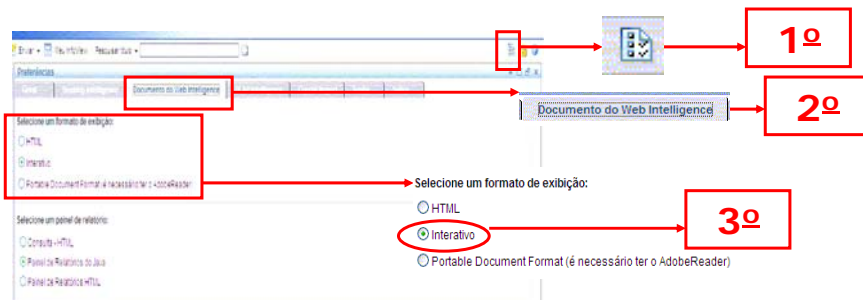 1º
Enviar
Pesquisar
Preferências
Documento do Web Intelligence
Documento do Web Intelligence
2º
Selecione um formato de exibição:
HTML
Interativo
Portable Document Format (é necessário ter o AdobeReader)
Selecione um formato de exibição:
HTML
Interativo
3º
Portable Document Format (é necessário ter o AdobeReader)
Selecione um painel de relatório:
Consulta - HTML
Painel de Relatórios do Java
Painel de Relatórios HTML